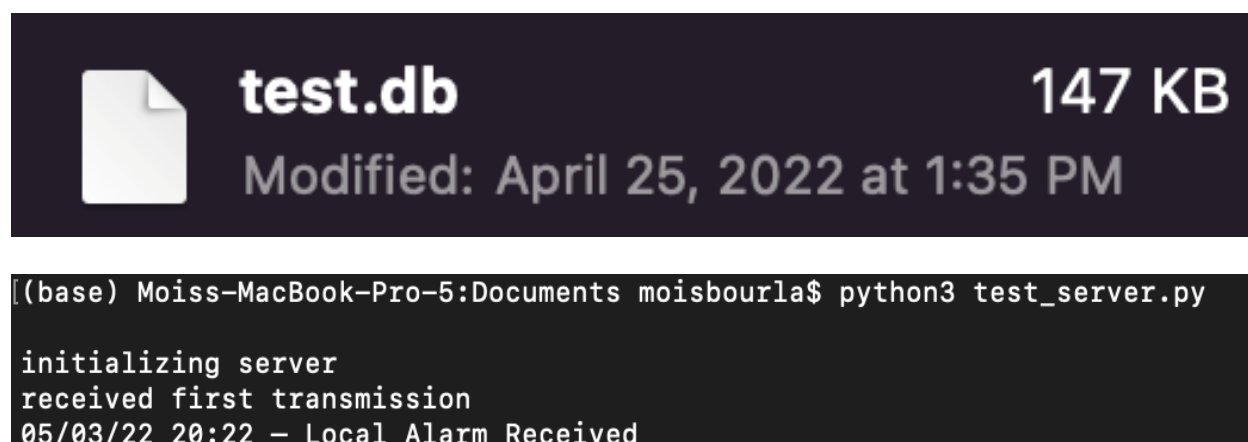 test.db 147 KB
Modified: April 25, 2022 at 1:35 PM
[(base) Moiss-MacBook-Pro-5:Documents moisbourla$ python3 test_server.py
initializing server
received first transmission
05/03/22 20:22 – Local Alarm Received